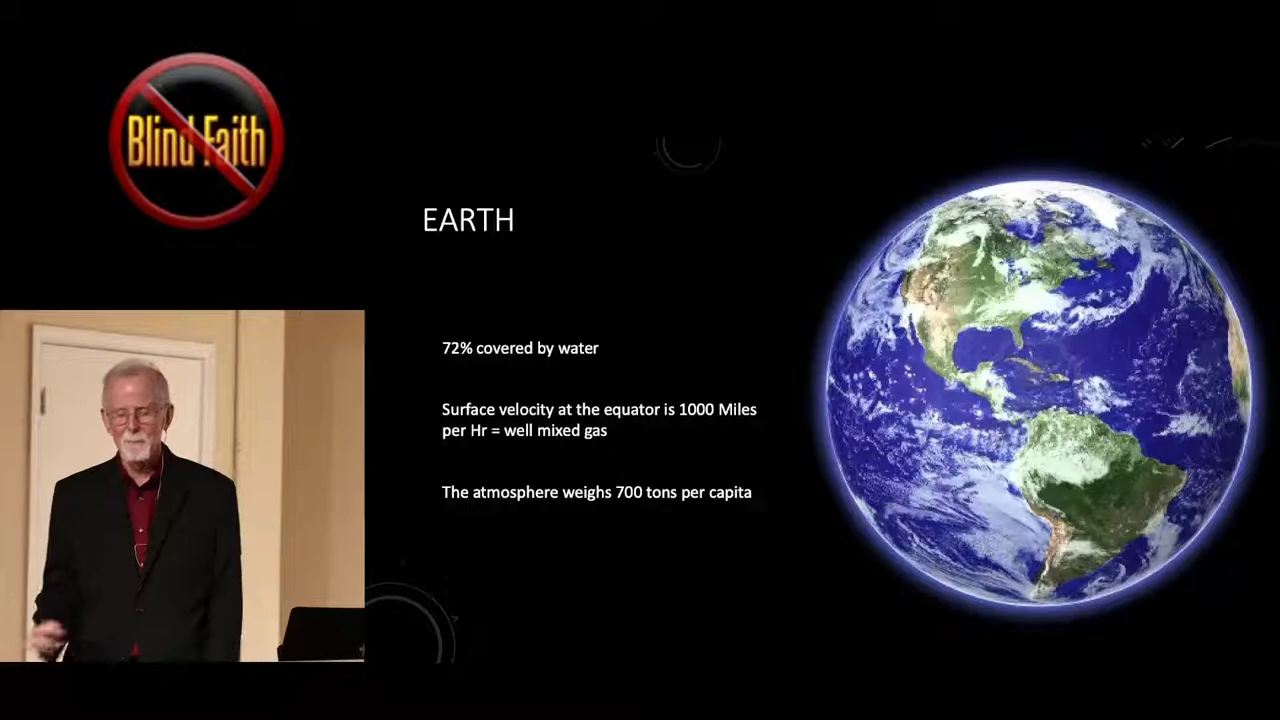 Blind Faith
EARTH
72% covered by water
Surface velocity at the equator is 1000 Miles
per Hr = well mixed gas
The atmosphere weighs 700 tons per capita